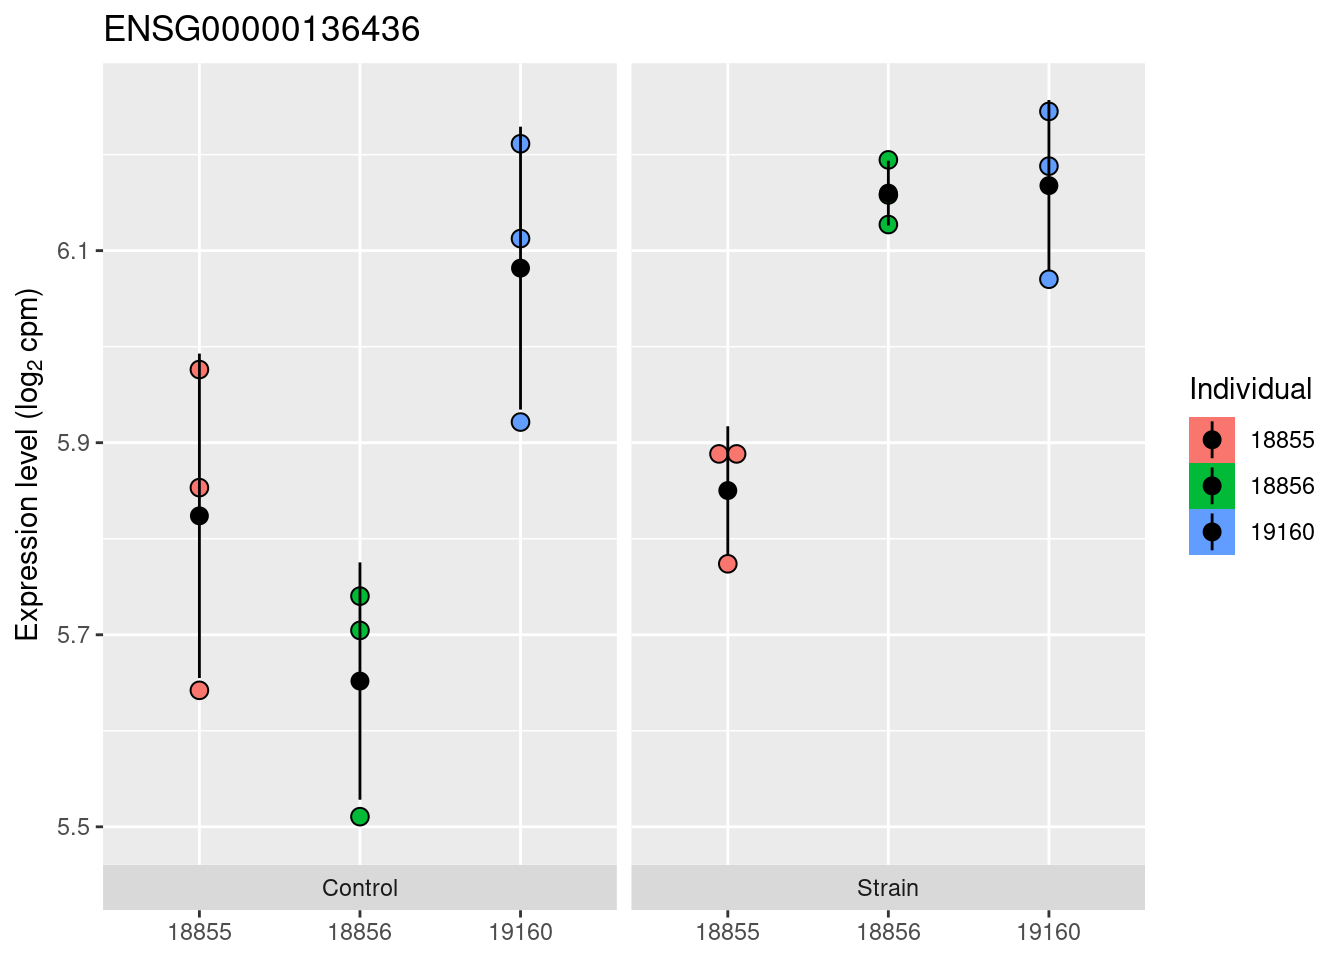 ENSG00000136436
Expression level (log₂ cpm)
6.1
5.9
5.7
5.5
Control
Strain
18855
18856
19160
18855
18856
19160
Individual
18855
18856
19160